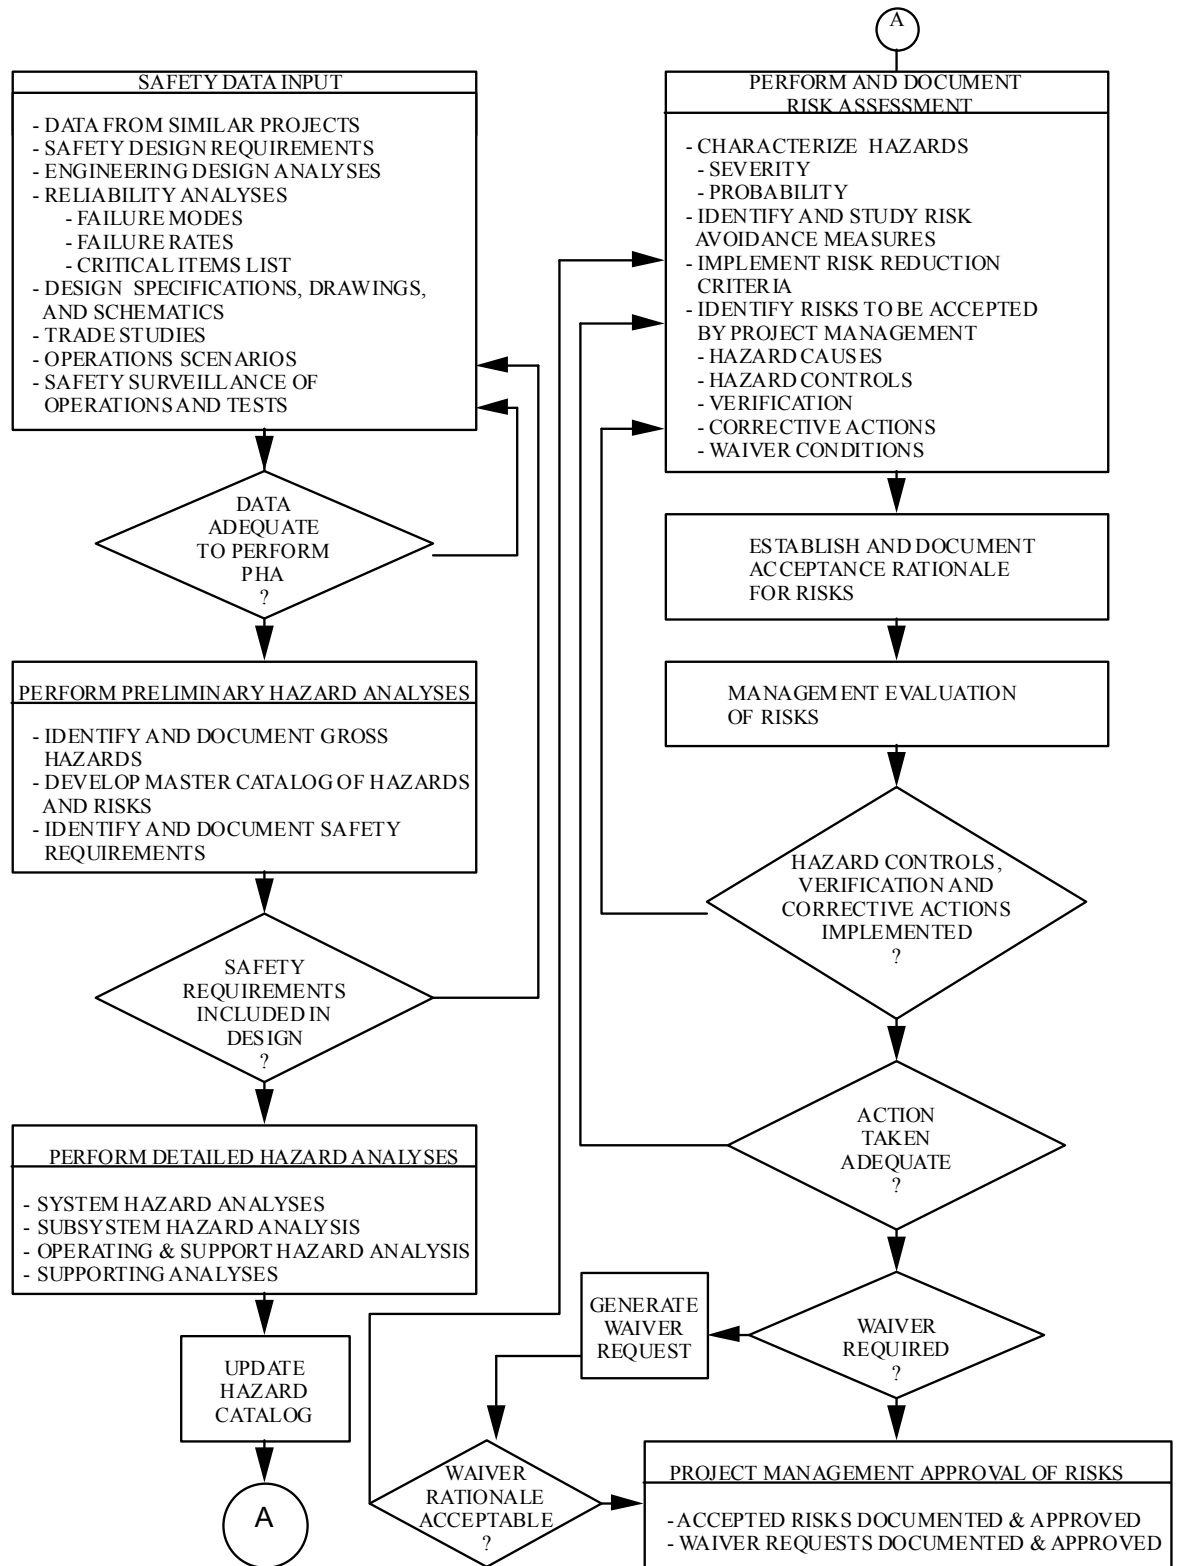 SAFETY DATA INPUT
- DATA FROM SIMILAR PROJECTS
- SAFETY DESIGN REQUIREMENTS
- ENGINEERING DESIGN ANALYSES
- RELIABILITY ANALYSES
- FAILURE MODES
- FAILURE RATES
- CRITICAL ITEMS LIST
- DESIGN SPECIFICATIONS, DRAWINGS,
AND SCHEMATICS
- TRADE STUDIES
- OPERATIONS SCENARIOS
- SAFETY SURVEILLANCE OF
OPERATIONS AND TESTS
DATA
ADEQUATE
TO PERFORM
PHA
?
PERFORM PRELIMINARY HAZARD ANALYSES
- IDENTIFY AND DOCUMENT GROSS
HAZARDS
- DEVELOP MASTER CATALOG OF HAZARDS
AND RISKS
- IDENTIFY AND DOCUMENT SAFETY
REQUIREMENTS
SAFETY
REQUIREMENTS
INCLUDED IN
DESIGN
?
PERFORM DETAILED HAZARD ANALYSES
- SYSTEM HAZARD ANALYSES
- SUBSYSTEM HAZARD ANALYSIS
- OPERATING & SUPPORT HAZARD ANALYSIS
- SUPPORTING ANALYSES
UPDATE
HAZARD
CATALOG
A
A
PERFORM AND DOCUMENT
RISK ASSESSMENT
- CHARACTERIZE HAZARDS
- SEVERITY
- PROBABILITY
- IDENTIFY AND STUDY RISK
AVOIDANCE MEASURES
- IMPLEMENT RISK REDUCTION
CRITERIA
- IDENTIFY RISKS TO BE ACCEPTED
BY PROJECT MANAGEMENT
- HAZARD CAUSES
- HAZARD CONTROLS
- VERIFICATION
- CORRECTIVE ACTIONS
- WAIVER CONDITIONS
ESTABLISH AND DOCUMENT
ACCEPTANCE RATIONALE
FOR RISKS
MANAGEMENT EVALUATION
OF RISKS
HAZARD CONTROLS,
VERIFICATION AND
CORRECTIVE ACTIONS
IMPLEMENTED
?
ACTION
TAKEN
ADEQUATE
?
WAIVER
REQUIRED
?
GENERATE
WAIVER
REQUEST
WAIVER
RATIONALE
ACCEPTABLE
?
PROJECT MANAGEMENT APPROVAL OF RISKS
- ACCEPTED RISKS DOCUMENTED & APPROVED
- WAIVER REQUESTS DOCUMENTED & APPROVED